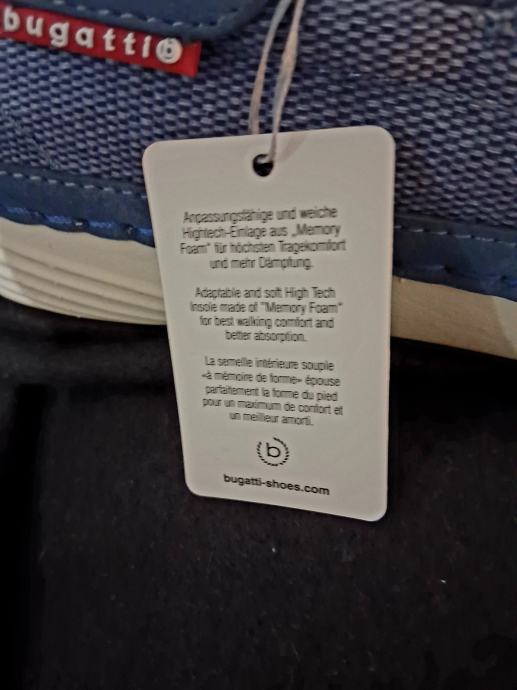 bugatti
Anpassungsfähige und weiche
Hightech-Einlage aus „Memory
Foam“ für höchsten Tragekomfort
und mehr Dämpfung.
Adaptable and soft High Tech
Insole made of "Memory Foam"
for best walking comfort and
better absorption.
La semelle intérieure souple
«à mémoire de forme» épouse
parfaitement la forme du pied
pour un maximum de confort et
un meilleur amorti.
b
bugatti-shoes.com